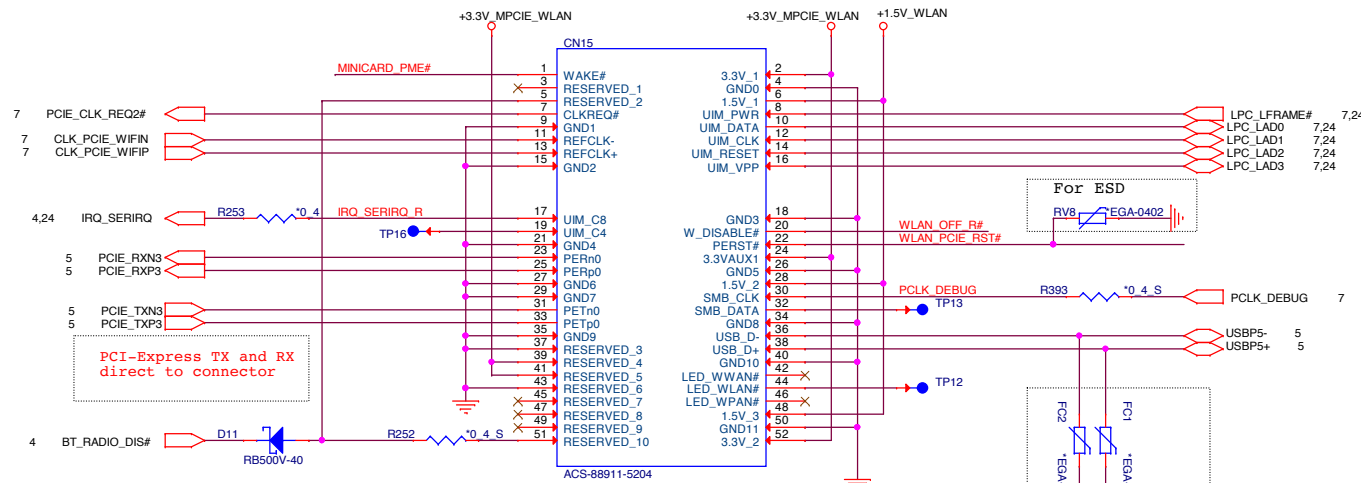 +3.3V_MPCIE_WLAN
+3.3V_MPCIE_WLAN
+1.5V_WLAN
CN15
MINICARD_PME# 1 WAKE# 3.3V_1 2
3 RESERVED_1 GND0 4
5 RESERVED_2 1.5V_1 6
7 PCIE_CLK_REQ2# 7 CLKREQ# UIM_PWR 8 LPC_LFRAME# 7,24
9 GND1 UIM_DATA 10 LPC_LAD0 7,24
7 CLK_PCIE_WIFIN 11 REFCLK- UIM_CLK 12 LPC_LAD1 7,24
7 CLK_PCIE_WIFIP 13 REFCLK+ UIM_RESET 14 LPC_LAD2 7,24
15 GND2 UIM_VPP 16 LPC_LAD3 7,24
For ESD
RV8 *EGA-0402
4,24 IRQ_SERIRQ R253 *0_4 IRQ_SERIRQ_R 17 UIM_C8 GND3 18
TP16 19 UIM_C4 W_DISABLE# 20 WLAN_OFF_R#
21 GND4 PERST# 22 WLAN_PCIE_RST#
5 PCIE_RXN3 23 PERn0 3.3VAUX1 24
5 PCIE_RXP3 25 PERp0 GND5 26
27 GND6 1.5V_2 28
29 GND7 SMB_CLK 30 PCLK_DEBUG R393 *0_4_S PCLK_DEBUG 7
5 PCIE_TXN3 31 PETn0 SMB_DATA 32 TP13
5 PCIE_TXP3 33 PETp0 GND8 34
35 GND9 USB_D- 36 USBP5- 5
37 RESERVED_3 USB_D+ 38 USBP5+ 5
39 RESERVED_4 GND10 40
41 RESERVED_5 LED_WWAN# 42
43 RESERVED_6 LED_WLAN# 44 TP12
45 RESERVED_7 LED_WPAN# 46
47 RESERVED_8 1.5V_3 48
49 RESERVED_9 GND11 50
4 BT_RADIO_DIS# D11 R252 *0_4_S 51 RESERVED_10 3.3V_2 52
RB500V-40
ACS-88911-5204
PCI-Express TX and RX
direct to connector
FC2
FC1
*EGA
*EGA